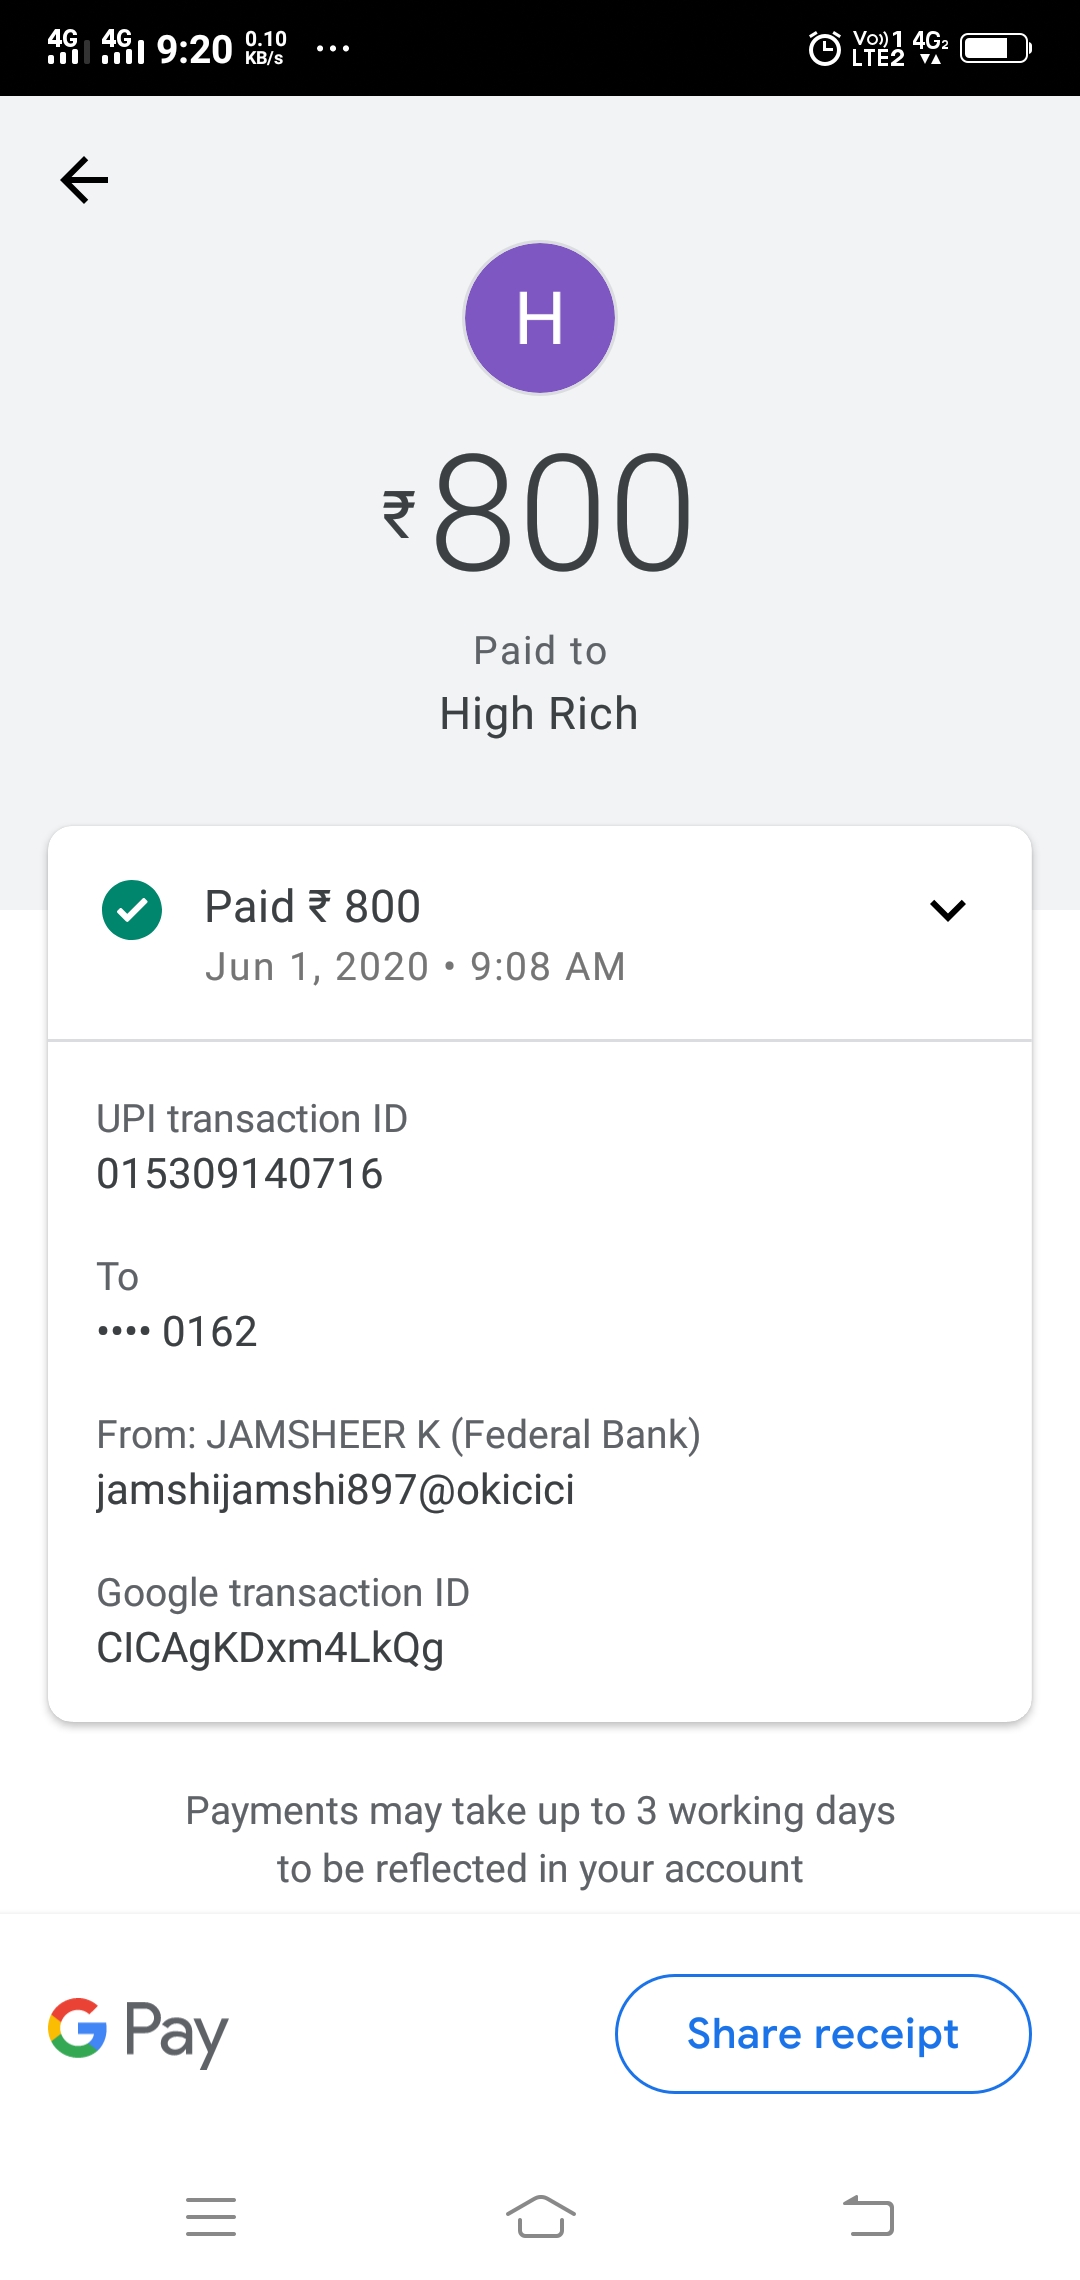 4G 4G 9:20 0.10 KB/s ... Vo)) 1 LTE2 4G2
H
₹800
Paid to
High Rich
Paid ₹ 800
Jun 1, 2020 • 9:08 AM
UPI transaction ID
015309140716
To
•••• 0162
From: JAMSHEER K (Federal Bank)
jamshijamshi897@okicici
Google transaction ID
CICAgKDxm4LkQg
Payments may take up to 3 working days
to be reflected in your account
G Pay
Share receipt